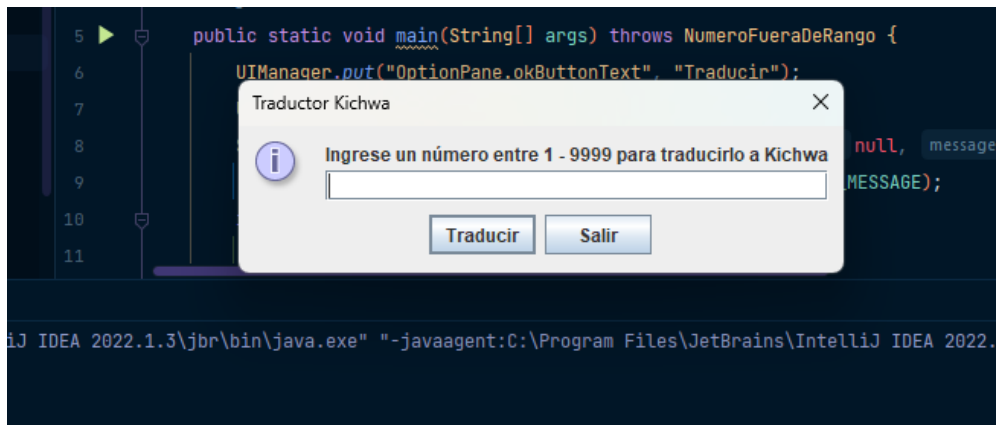 5 public static void main(String[] args) throws NumeroFueraDeRango {
6 UIManager.put("OptionPane.okButtonText", "Traducir");
7
8 null, message
9 MESSAGE);
10
11
Traductor Kichwa
Ingrese un número entre 1 - 9999 para traducirlo a Kichwa
Traducir Salir
iJ IDEA 2022.1.3\jbr\bin\java.exe" "-javaagent:C:\Program Files\JetBrains\IntelliJ IDEA 2022.